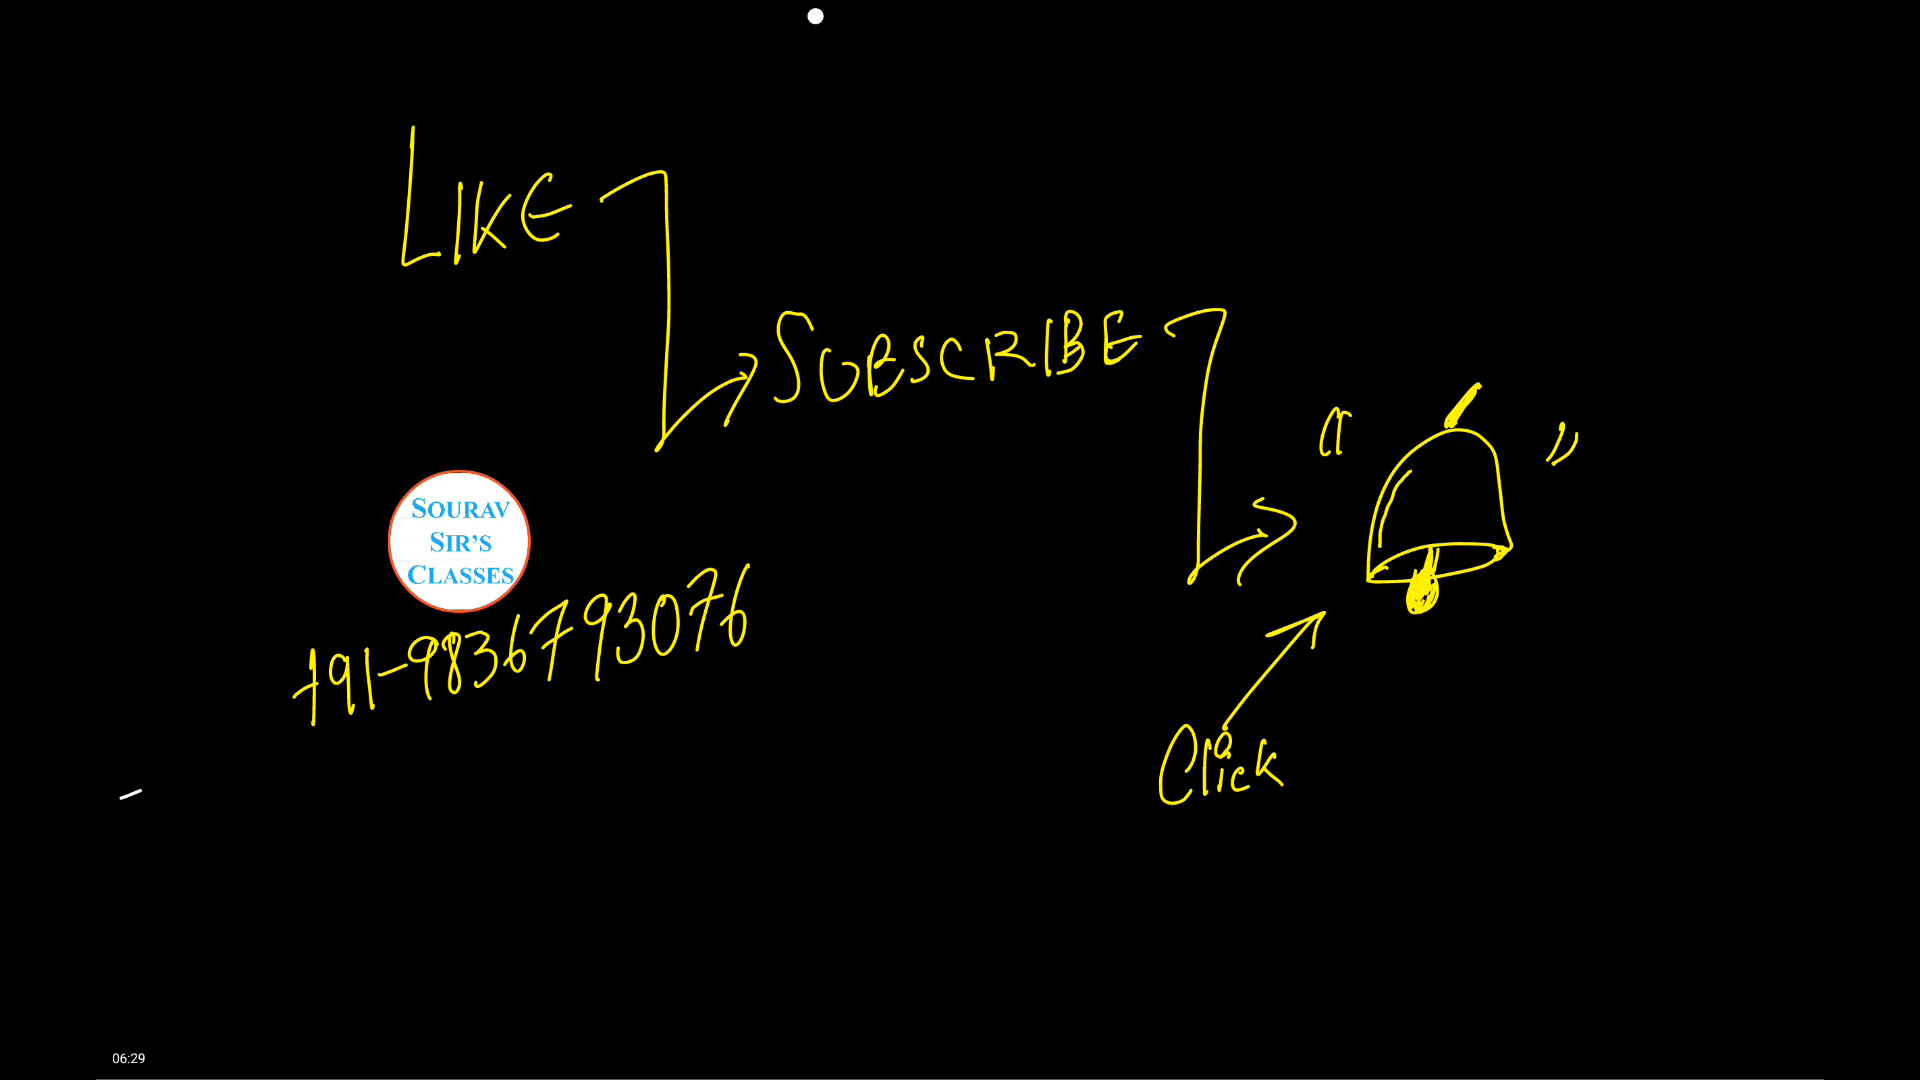 LIKE
SUBSCRIBE
SOURAV
SIR'S
CLASSES
+91-9836793076
Click
06:29